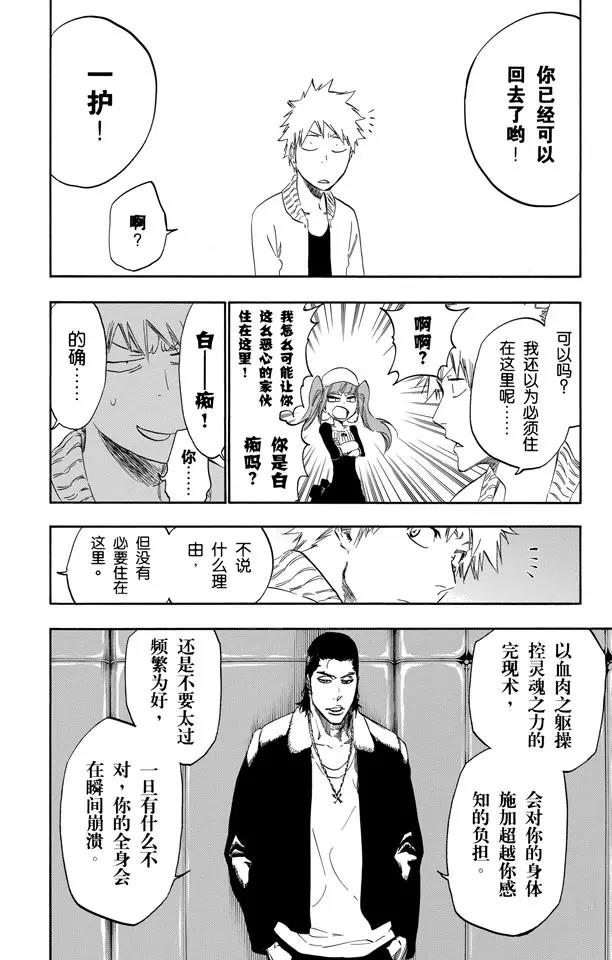 你已经可以
回去了哟！
一护！
啊？
可以吗？
我还以为必须住
在这里呢……
啊啊？
你是白
痴吗？
我怎么可能让你
这么恶心的家伙
住在这里！
白——痴！
你……
的确……
不说
什么理
由，
但没有
必要住在
这里。
以血肉之躯操
控灵魂之力的
完现术，
会对你的身体
施加超越你感
知的负担。
还是不要太过
频繁为好，
一旦有什么不
对，你的全身会
在瞬间崩溃。